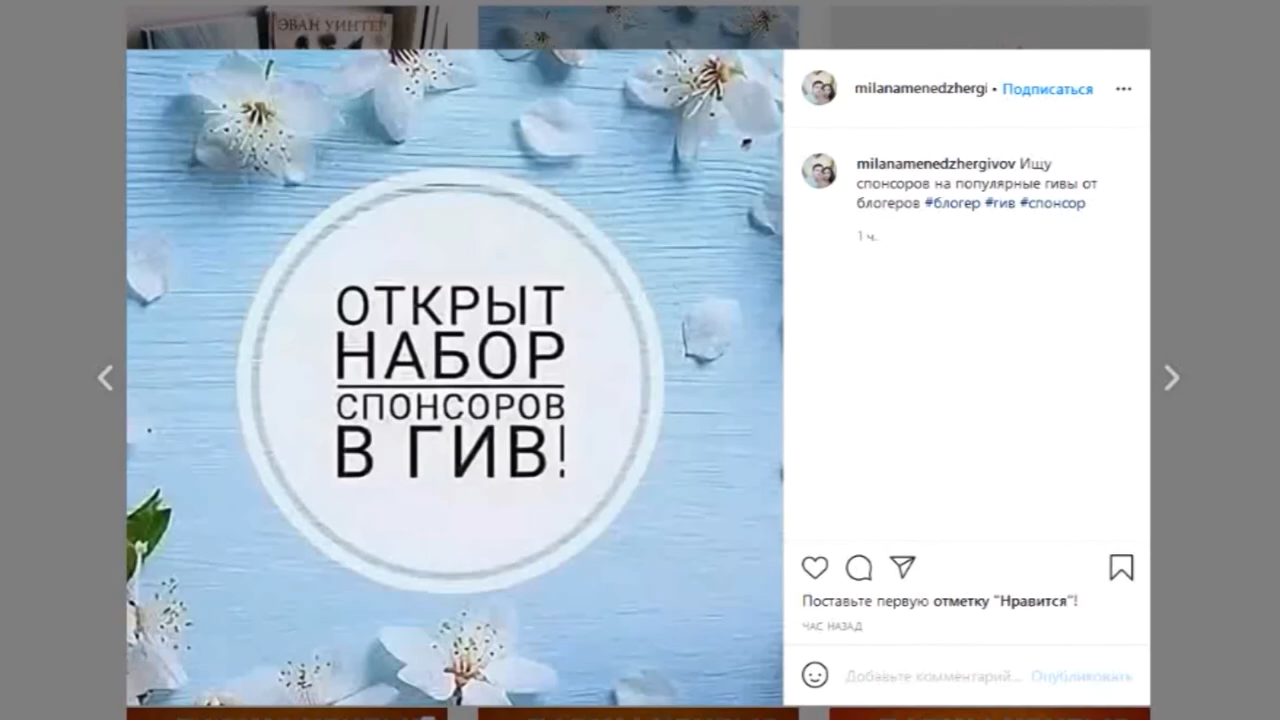 ЭВАН УИНТЕР
ОТКРЫТ
НАБОР
СПОНСОРОВ
В ГИВ!
milanamenedzhergi • Подписаться
milanamenedzhergivov Ищу
спонсоров на популярные гивы от
блогеров #блогер #гив #спонсор
1 ч.
Поставьте первую отметку "Нравится"!
ЧАС НАЗАД
Добавьте комментарий... Опубликовать